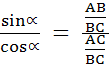 sin∝/cos∝ = (AB/BC)/(AC/BC)